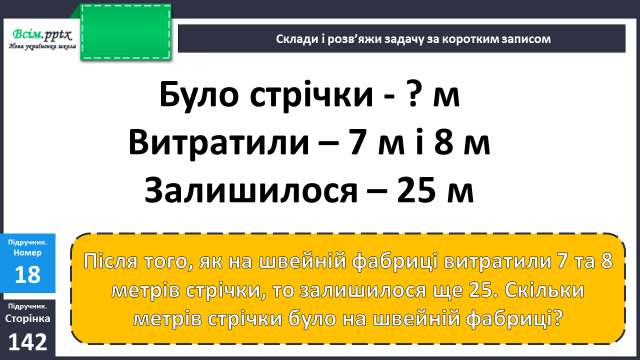 Всім.pptx
Нова українська школа
Склади і розв’яжи задачу за коротким записом
Було стрічки - ? м
Витратили – 7 м і 8 м
Залишилося – 25 м
Підручник.
Номер
18
Підручник.
Сторінка
142
Після того, як на швейній фабриці витратили 7 та 8
метрів стрічки, то залишилося ще 25. Скільки
метрів стрічки було на швейній фабриці?